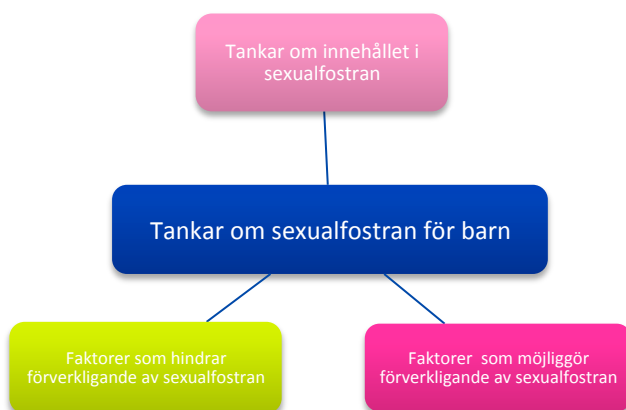 Tankar om innehållet i
sexualfostran
Tankar om sexualfostran för barn
Faktorer som hindrar
förverkligande av sexualfostran
Faktorer  som möjliggör
förverkligande av sexualfostran